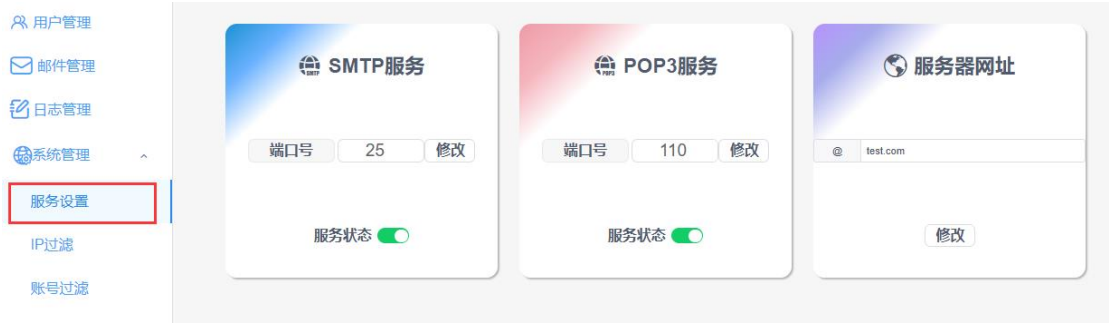 用户管理
邮件管理
日志管理
系统管理
服务设置
IP过滤
账号过滤
SMTP服务
端口号 25 修改
服务状态
POP3服务
端口号 110 修改
服务状态
服务器网址
@ test.com
修改